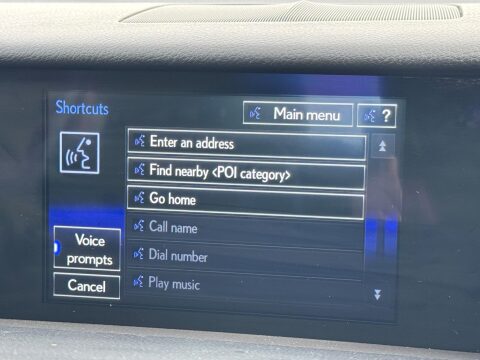 Shortcuts
Main menu
?
Enter an address
Find nearby <POI category>
Go home
Call name
Dial number
Play music
Voice
prompts
Cancel